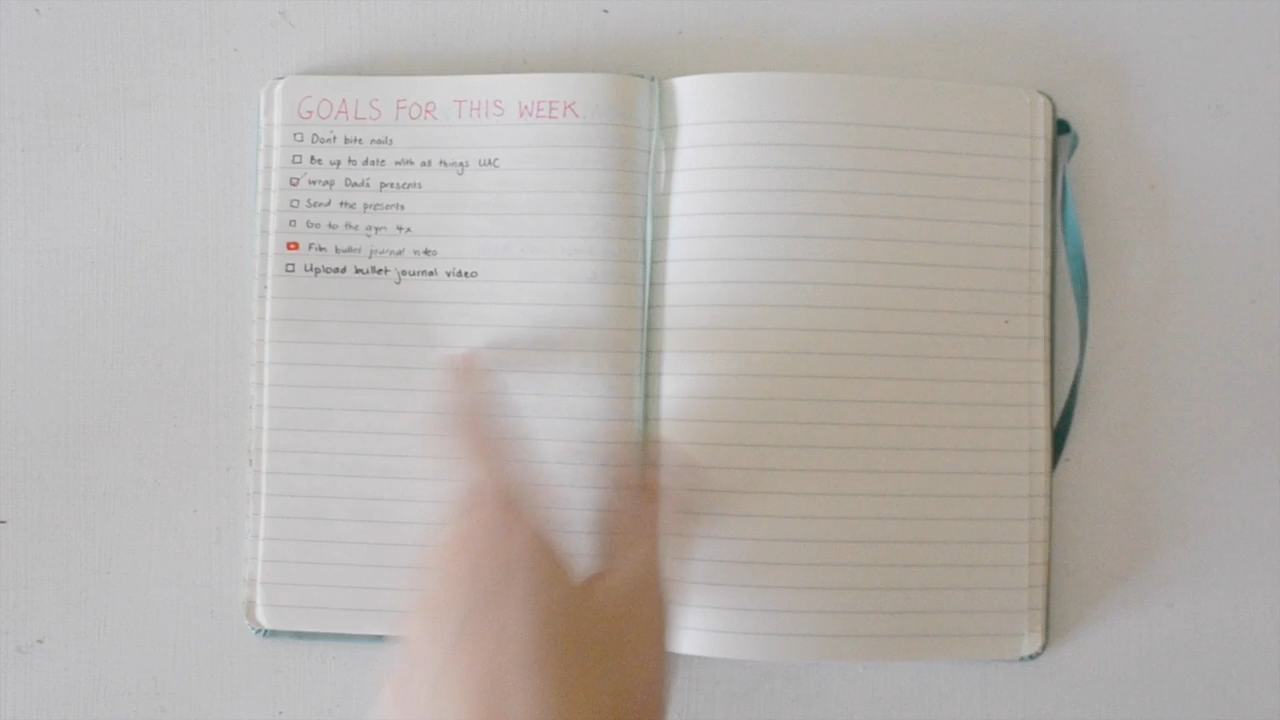 GOALS FOR THIS WEEK.
Don't bite nails
Be up to date with all things UAC
Wrap Dad's presents
Send the presents
Go to the gym 4x
Film bullet journal video
Upload bullet journal video